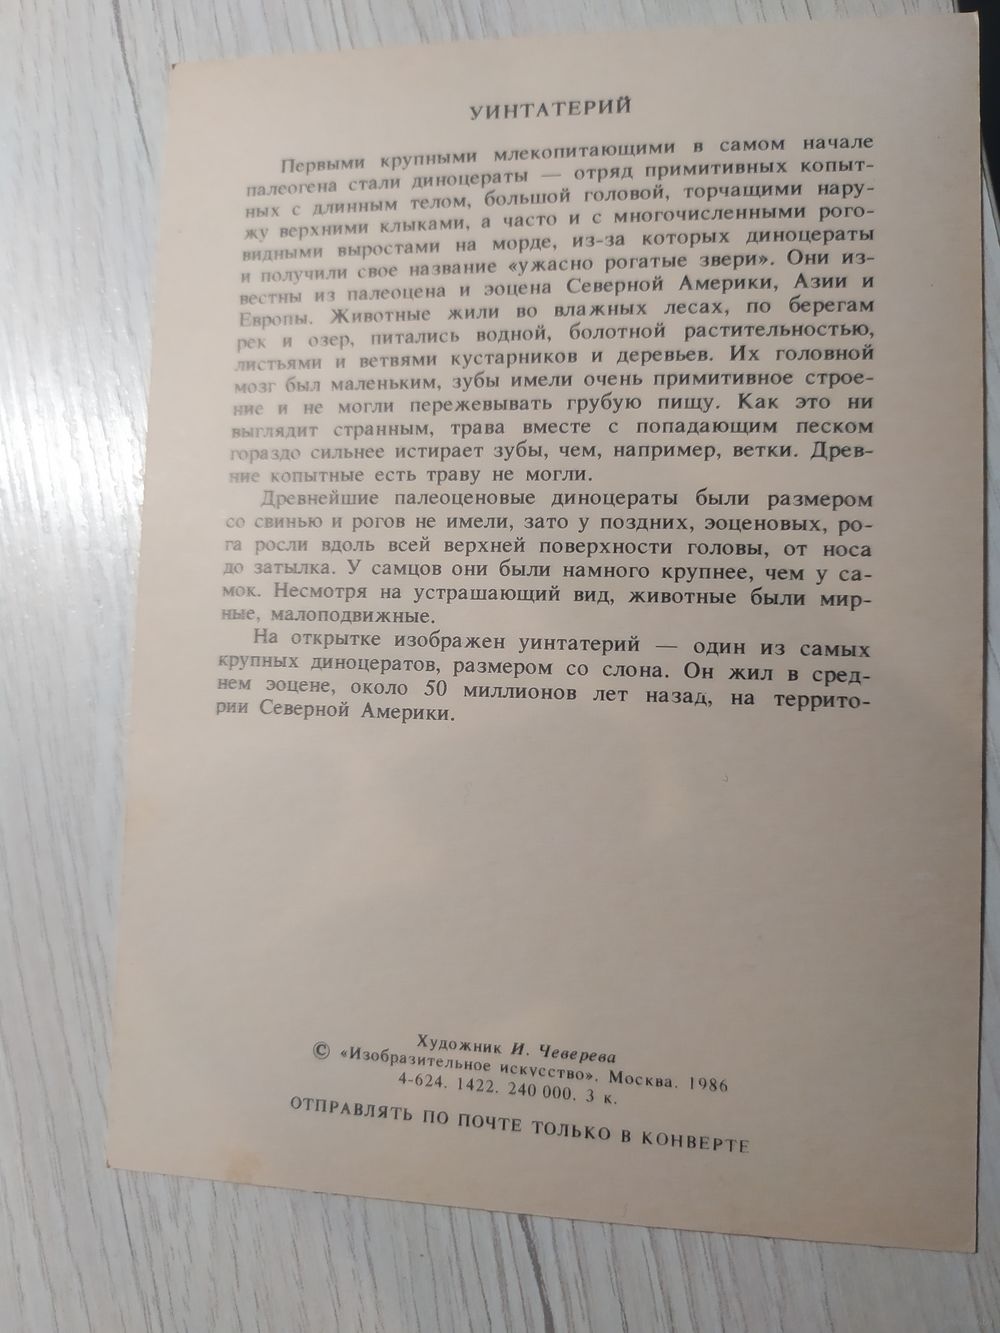 УИНТАТЕРИЙ
Первыми крупными млекопитающими в самом начале
палеогена стали диноцераты — отряд примитивных копыт-
ных с длинным телом, большой головой, торчащими нару-
жу верхними клыками, а часто и с многочисленными рого-
видными выростами на морде, из-за которых диноцераты
и получили свое название «ужасно рогатые звери». Они из-
вестны из палеоцена и эоцена Северной Америки, Азии и
Европы. Животные жили во влажных лесах, по берегам
рек и озер, питались водной, болотной растительностью,
листьями и ветвями кустарников и деревьев. Их головной
мозг был маленьким, зубы имели очень примитивное строе-
ние и не могли пережевывать грубую пищу. Как это ни
выглядит странным, трава вместе с попадающим песком
гораздо сильнее истирает зубы, чем, например, ветки. Древ-
ние копытные есть траву не могли.
Древнейшие палеоценовые диноцераты были размером
со свинью и рогов не имели, зато у поздних, эоценовых, ро-
га росли вдоль всей верхней поверхности головы, от носа
до затылка. У самцов они были намного крупнее, чем у са-
мок. Несмотря на устрашающий вид, животные были мир-
ные, малоподвижные.
На открытке изображен уинтатерий — один из самых
крупных диноцератов, размером со слона. Он жил в сред-
нем эоцене, около 50 миллионов лет назад, на террито-
рии Северной Америки.
Художник И. Чеверева
© «Изобразительное искусство». Москва. 1986
4-624. 1422. 240 000. 3 к.
ОТПРАВЛЯТЬ ПО ПОЧТЕ ТОЛЬКО В КОНВЕРТЕ